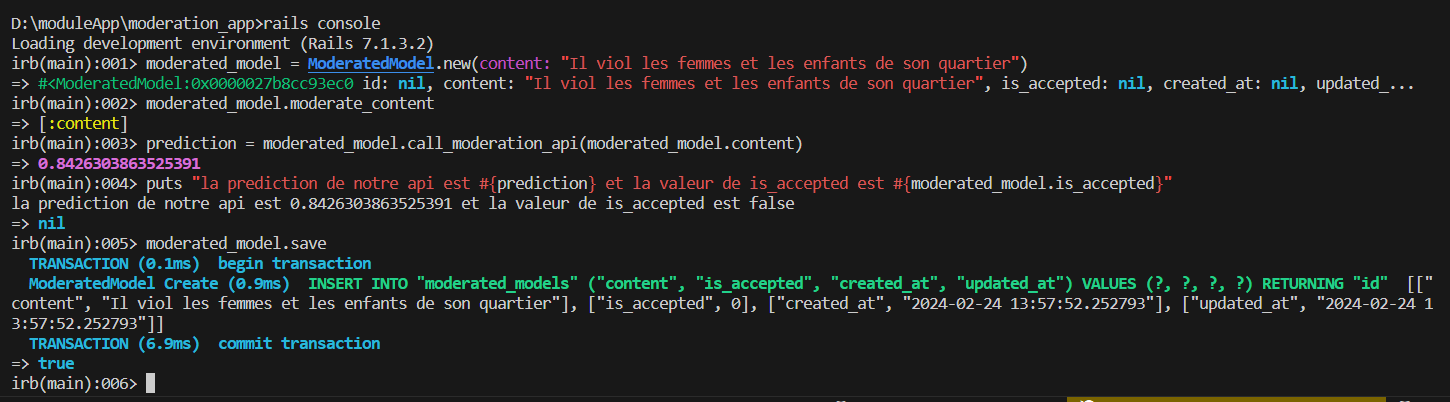 D:\moduleApp\moderation_app>rails console
Loading development environment (Rails 7.1.3.2)
irb(main):001> moderated_model = ModeratedModel.new(content: "Il viol les femmes et les enfants de son quartier")
=> #<ModeratedModel:0x0000027b8cc93ec0 id: nil, content: "Il viol les femmes et les enfants de son quartier", is_accepted: nil, created_at: nil, updated_...
irb(main):002> moderated_model.moderate_content
=> [:content]
irb(main):003> prediction = moderated_model.call_moderation_api(moderated_model.content)
=> 0.8426303863525391
irb(main):004> puts "la prediction de notre api est #{prediction} et la valeur de is_accepted est #{moderated_model.is_accepted}"
la prediction de notre api est 0.8426303863525391 et la valeur de is_accepted est false
=> nil
irb(main):005> moderated_model.save
  TRANSACTION (0.1ms)  begin transaction
  ModeratedModel Create (0.9ms)  INSERT INTO "moderated_models" ("content", "is_accepted", "created_at", "updated_at") VALUES (?, ?, ?, ?) RETURNING "id"  [["
content", "Il viol les femmes et les enfants de son quartier"], ["is_accepted", 0], ["created_at", "2024-02-24 13:57:52.252793"], ["updated_at", "2024-02-24 1
3:57:52.252793"]]
  TRANSACTION (6.9ms)  commit transaction
=> true
irb(main):006>